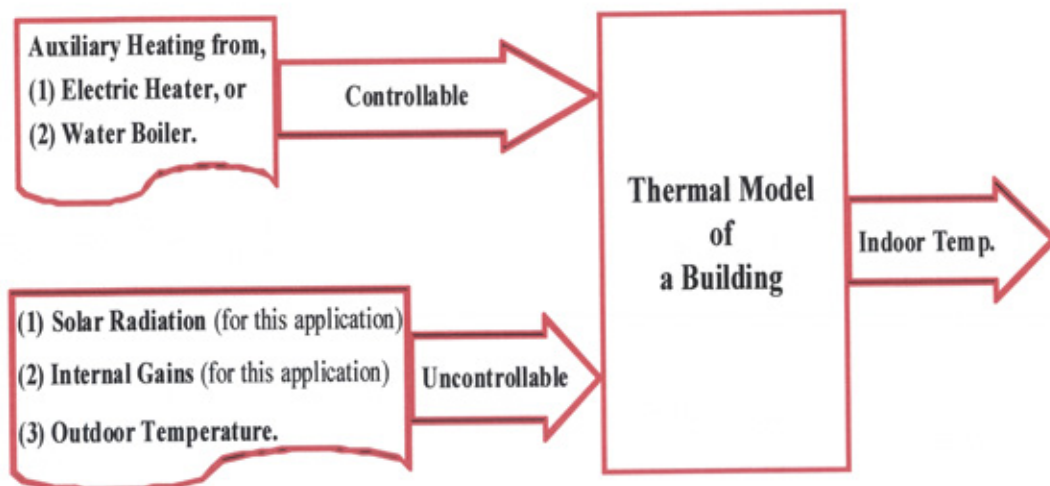 Auxiliary Heating from,
(1) Electric Heater, or
(2) Water Boiler.
Controllable
Thermal Model
of
a Building
Indoor Temp.
(1) Solar Radiation (for this application)
(2) Internal Gains (for this application)
(3) Outdoor Temperature.
Uncontrollable